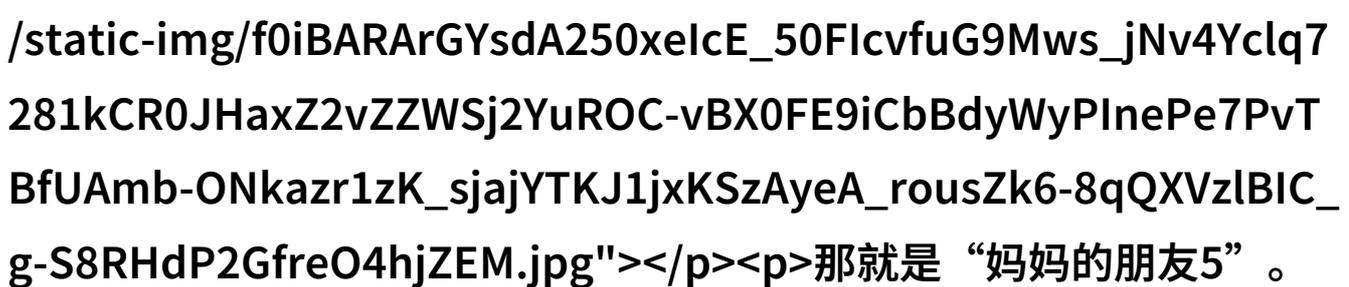 /static-img/f0iBARArGYsdA250xeIcE_50FIcvfuG9Mws_jNv4Yclq7
281kCR0JHaxZ2vZZWSj2YuROC-vBX0FE9iCbBdyWyPInePe7PvT
BfUAmb-ONkazr1zK_sjajYTKJ1jxKSzAyeA_rousZk6-8qQXVzlBIC_
g-S8RHdP2GfreO4hjZEM.jpg"></p><p>那就是“妈妈的朋友5”。